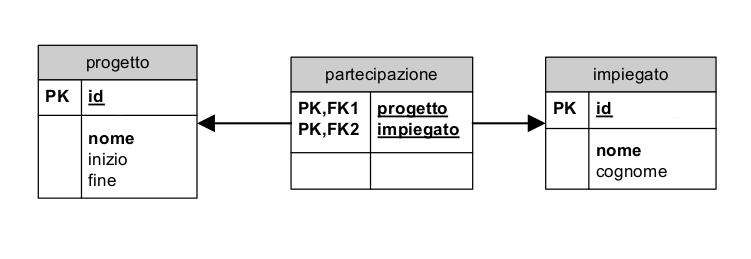 progetto
PK id
nome
inizio
fine
partecipazione
PK,FK1 progetto
PK,FK2 impiegato
impiegato
PK id
nome
cognome